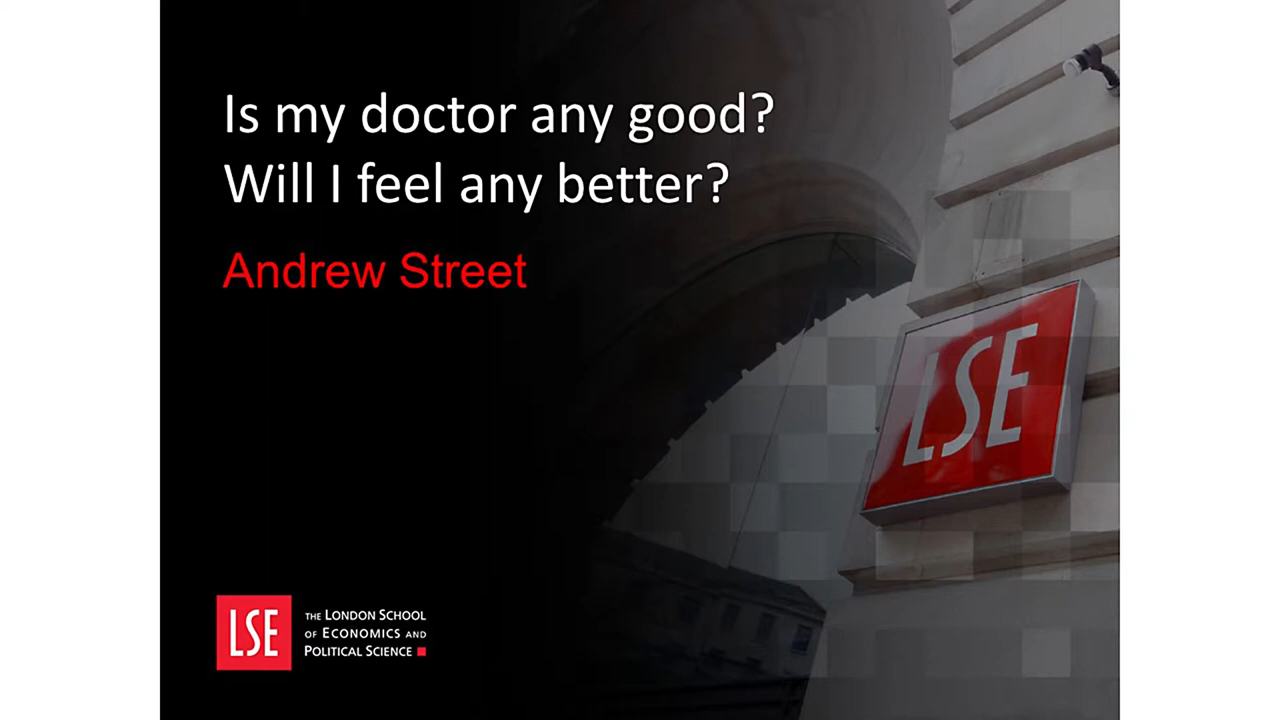 Is my doctor any good?
Will I feel any better?
Andrew Street
LSE
LSE
THE LONDON SCHOOL
OF ECONOMICS AND
POLITICAL SCIENCE